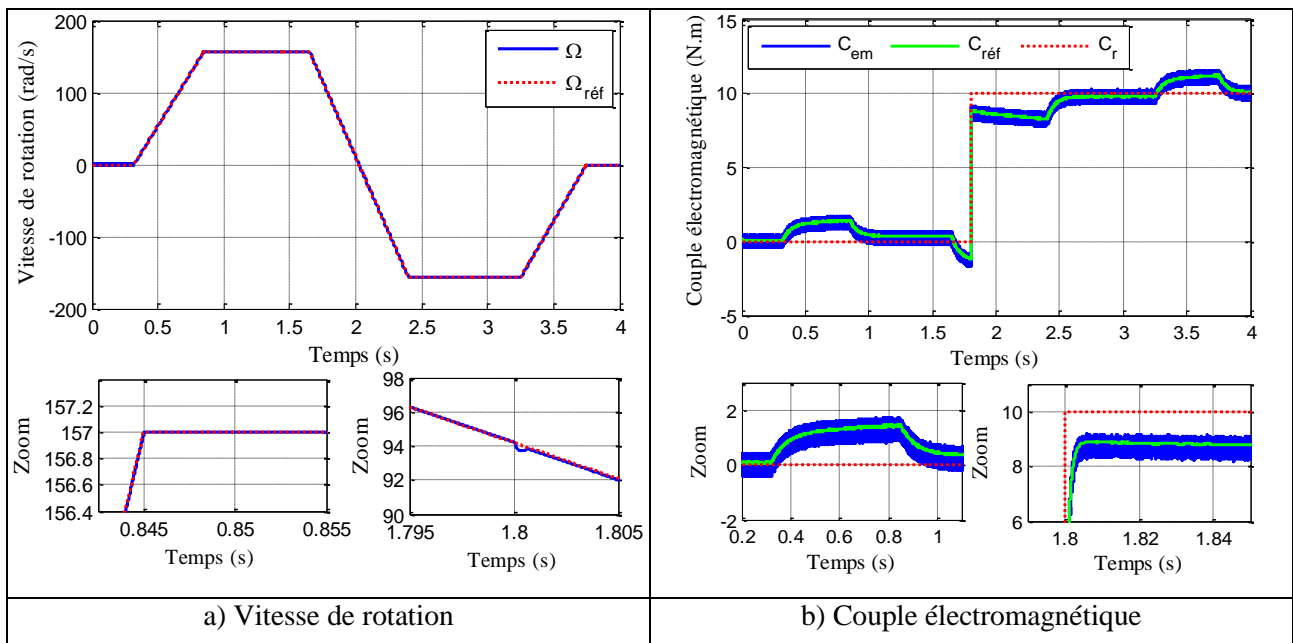 Vitesse de rotation (rad/s)
200
100
0
-100
-200
0 0.5 1 1.5 2 2.5 3 3.5 4
Temps (s)
Ω
Ω réf
Zoom
157.2
157
156.8
156.6
156.4
0.845 0.85 0.855
Temps (s)
Zoom
98
96
94
92
90
1.795 1.8 1.805
Temps (s)
Couple électromagnétique (N.m)
15
10
5
0
-5
0 0.5 1 1.5 2 2.5 3 3.5 4
Temps (s)
C em C réf C r
Zoom
2
0
-2
0.2 0.4 0.6 0.8 1
Temps (s)
Zoom
10
8
6
1.8 1.82 1.84
Temps (s)
a) Vitesse de rotation
b) Couple électromagnétique